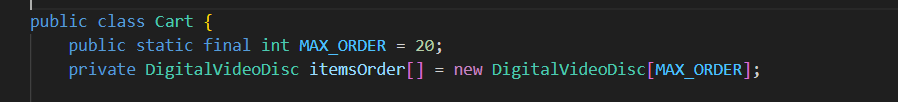 public class Cart {
public static final int MAX_ORDER = 20;
private DigitalVideoDisc itemsOrder[] = new DigitalVideoDisc[MAX_ORDER];